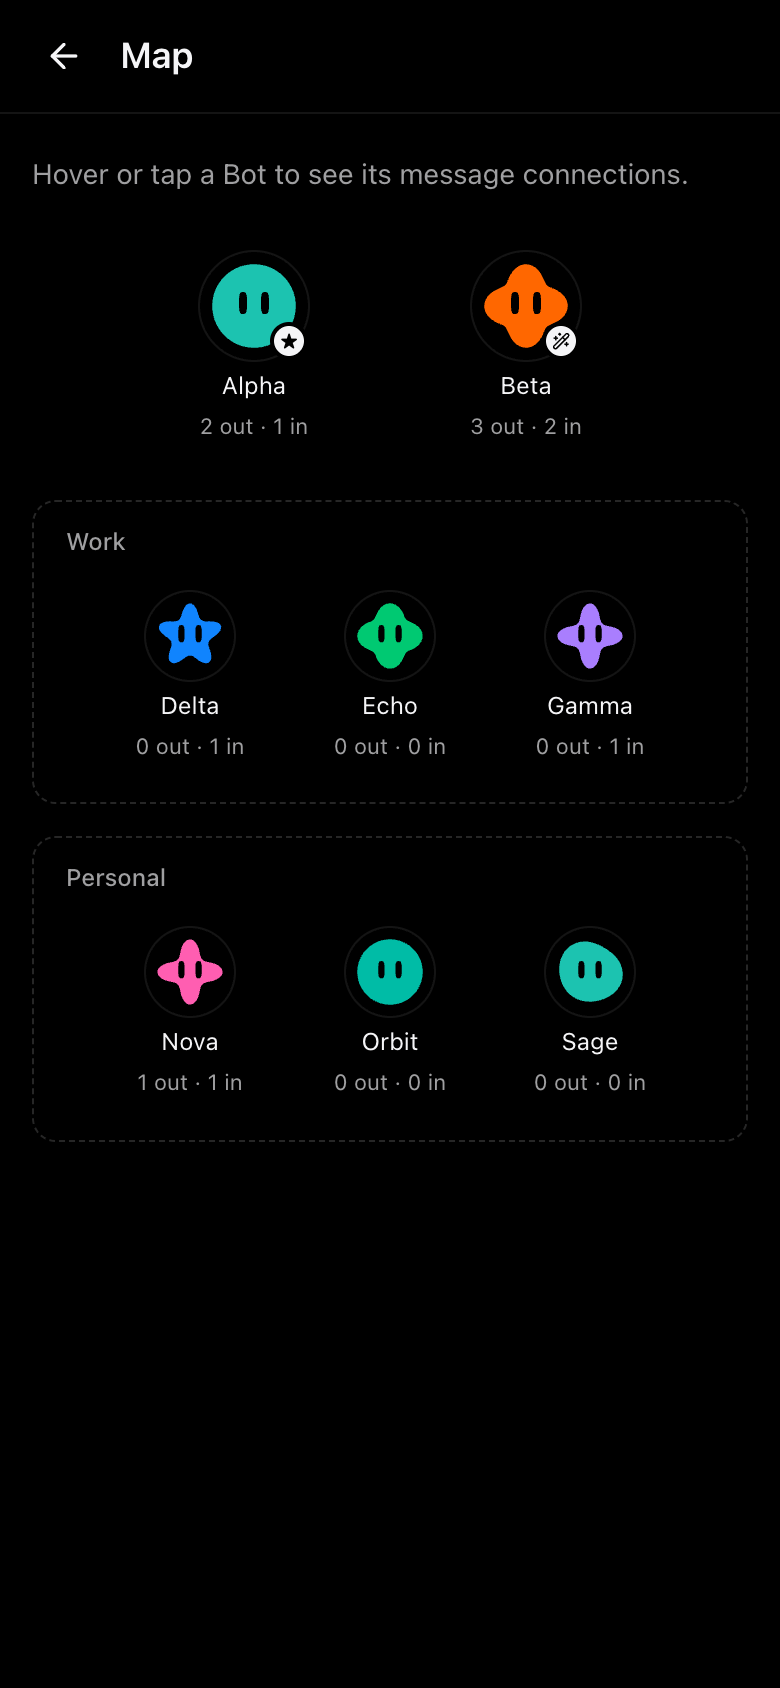 Map
Hover or tap a Bot to see its message connections.
Alpha
2 out · 1 in
Beta
3 out · 2 in
Work
Delta
0 out · 1 in
Echo
0 out · 0 in
Gamma
0 out · 1 in
Personal
Nova
1 out · 1 in
Orbit
0 out · 0 in
Sage
0 out · 0 in